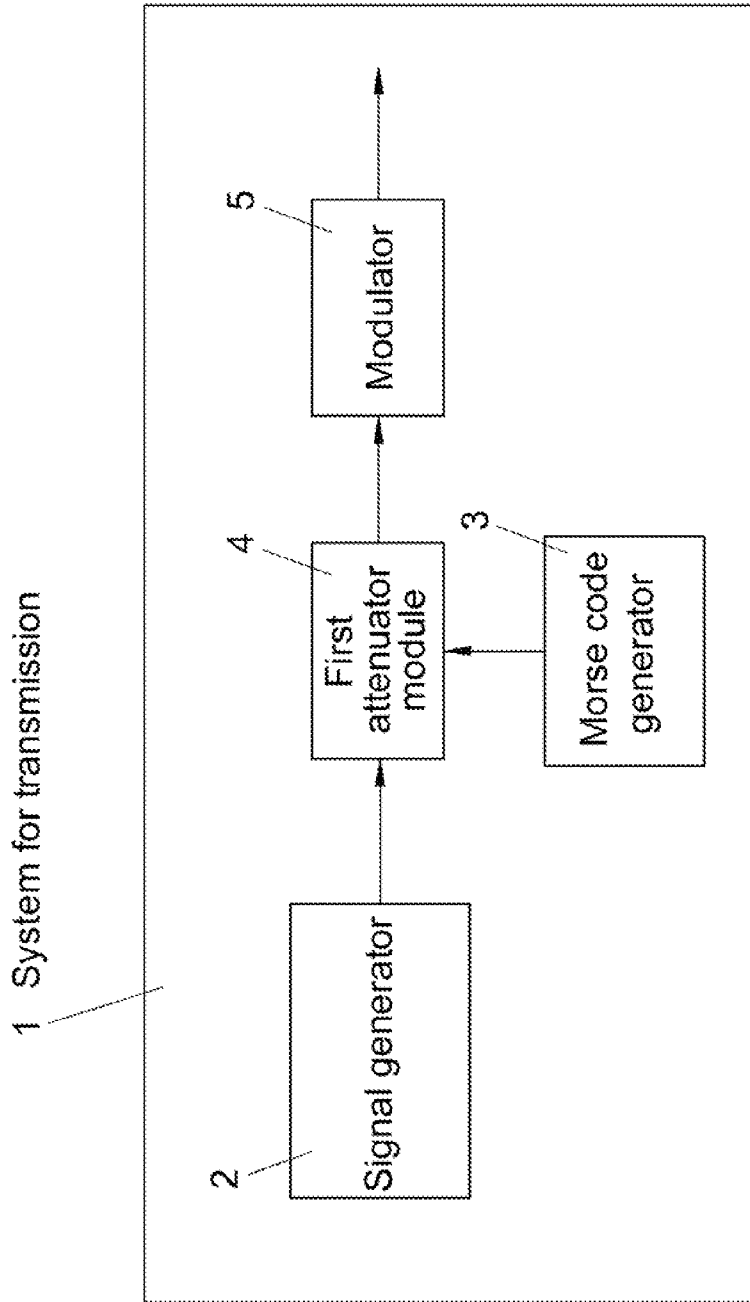 1 System for transmission
2
Signal generator
4
First
attenuator
module
5
Modulator
3
Morse code
generator